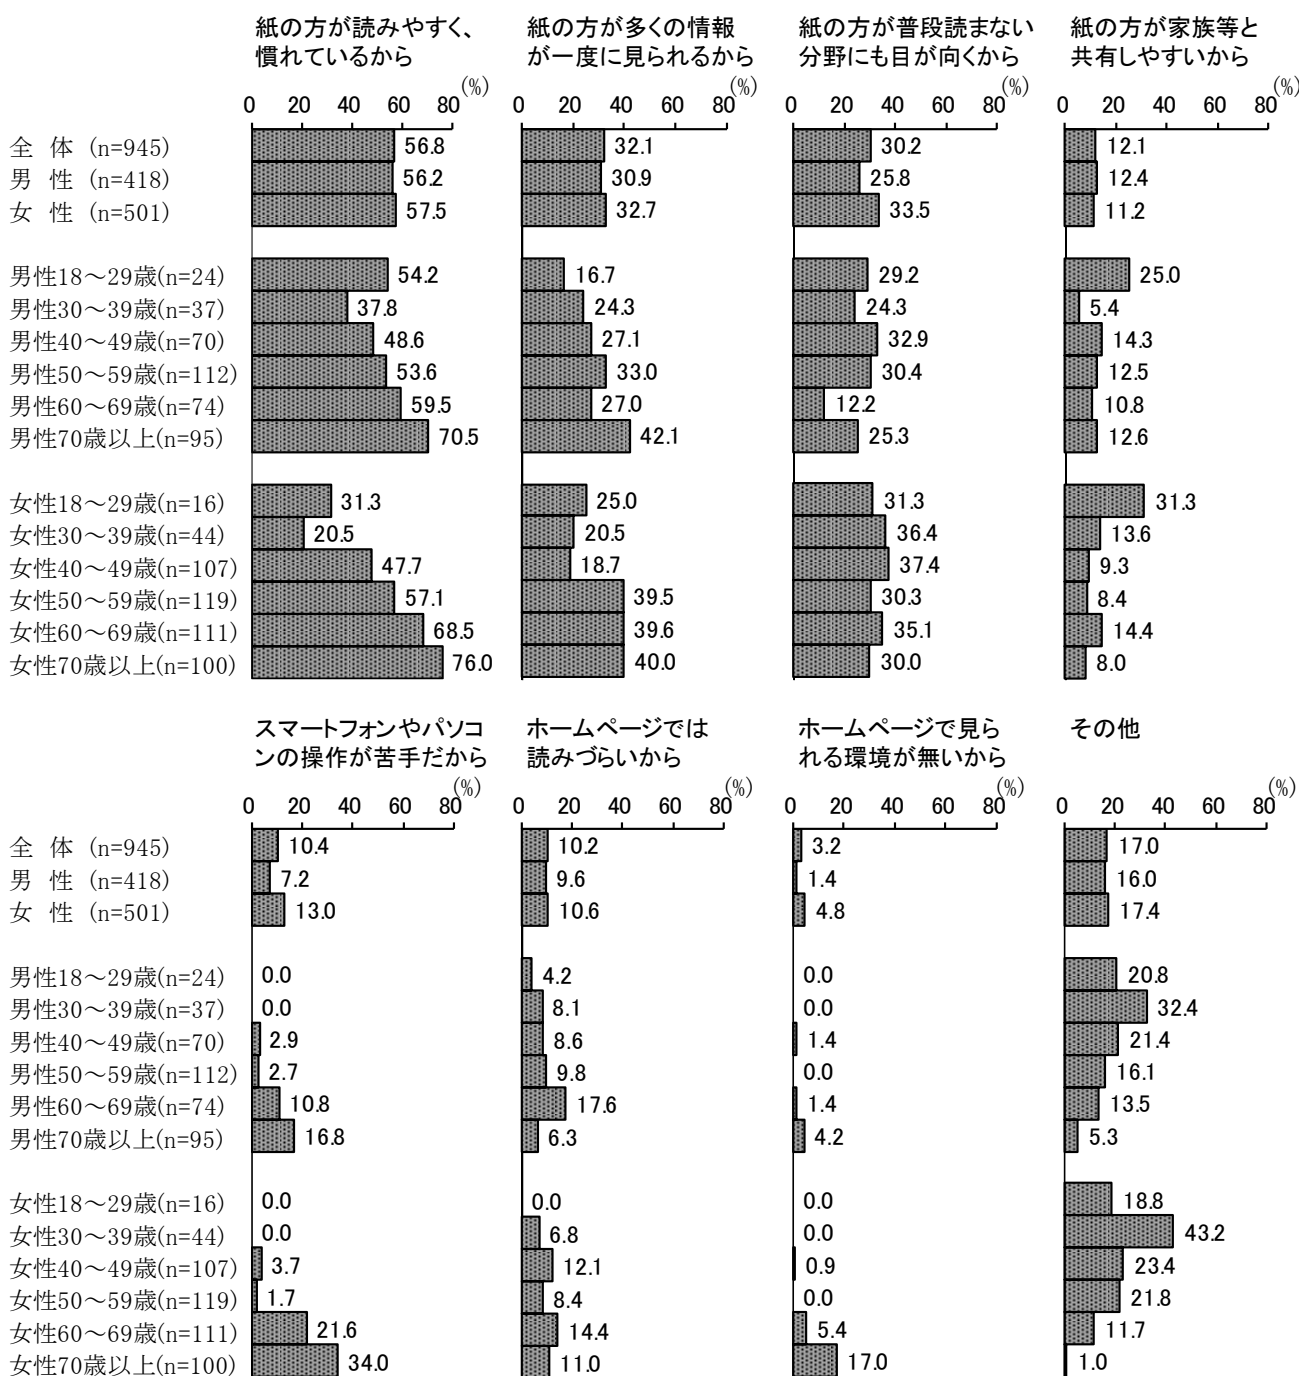 紙の方が読みやすく、
慣れているから
紙の方が多くの情報
が一度に見られるから
紙の方が普段読まない
分野にも目が向くから
紙の方が家族等と
共有しやすいから
(%) (%) (%) (%)
0 20 40 60 80 0 20 40 60 80 0 20 40 60 80 0 20 40 60 80
全 体 (n=945) 56.8 32.1 30.2 12.1
男 性 (n=418) 56.2 30.9 25.8 12.4
女 性 (n=501) 57.5 32.7 33.5 11.2
男性18～29歳(n=24) 54.2 16.7 29.2 25.0
男性30～39歳(n=37) 37.8 24.3 24.3 5.4
男性40～49歳(n=70) 48.6 27.1 32.9 14.3
男性50～59歳(n=112) 53.6 33.0 30.4 12.5
男性60～69歳(n=74) 59.5 27.0 12.2 10.8
男性70歳以上(n=95) 70.5 42.1 25.3 12.6
女性18～29歳(n=16) 31.3 25.0 31.3 31.3
女性30～39歳(n=44) 20.5 20.5 36.4 13.6
女性40～49歳(n=107) 47.7 18.7 37.4 9.3
女性50～59歳(n=119) 57.1 39.5 30.3 8.4
女性60～69歳(n=111) 68.5 39.6 35.1 14.4
女性70歳以上(n=100) 76.0 40.0 30.0 8.0
スマートフォンやパソコ
ンの操作が苦手だから
ホームページでは
読みづらいから
ホームページで見ら
れる環境が無いから
その他
(%) (%) (%) (%)
0 20 40 60 80 0 20 40 60 80 0 20 40 60 80 0 20 40 60 80
全 体 (n=945) 10.4 10.2 3.2 17.0
男 性 (n=418) 7.2 9.6 1.4 16.0
女 性 (n=501) 13.0 10.6 4.8 17.4
男性18～29歳(n=24) 0.0 4.2 0.0 20.8
男性30～39歳(n=37) 0.0 8.1 0.0 32.4
男性40～49歳(n=70) 2.9 8.6 1.4 21.4
男性50～59歳(n=112) 2.7 9.8 0.0 16.1
男性60～69歳(n=74) 10.8 17.6 1.4 13.5
男性70歳以上(n=95) 16.8 6.3 4.2 5.3
女性18～29歳(n=16) 0.0 0.0 0.0 18.8
女性30～39歳(n=44) 0.0 6.8 0.0 43.2
女性40～49歳(n=107) 3.7 12.1 0.9 23.4
女性50～59歳(n=119) 1.7 8.4 0.0 21.8
女性60～69歳(n=111) 21.6 14.4 5.4 11.7
女性70歳以上(n=100) 34.0 11.0 17.0 1.0